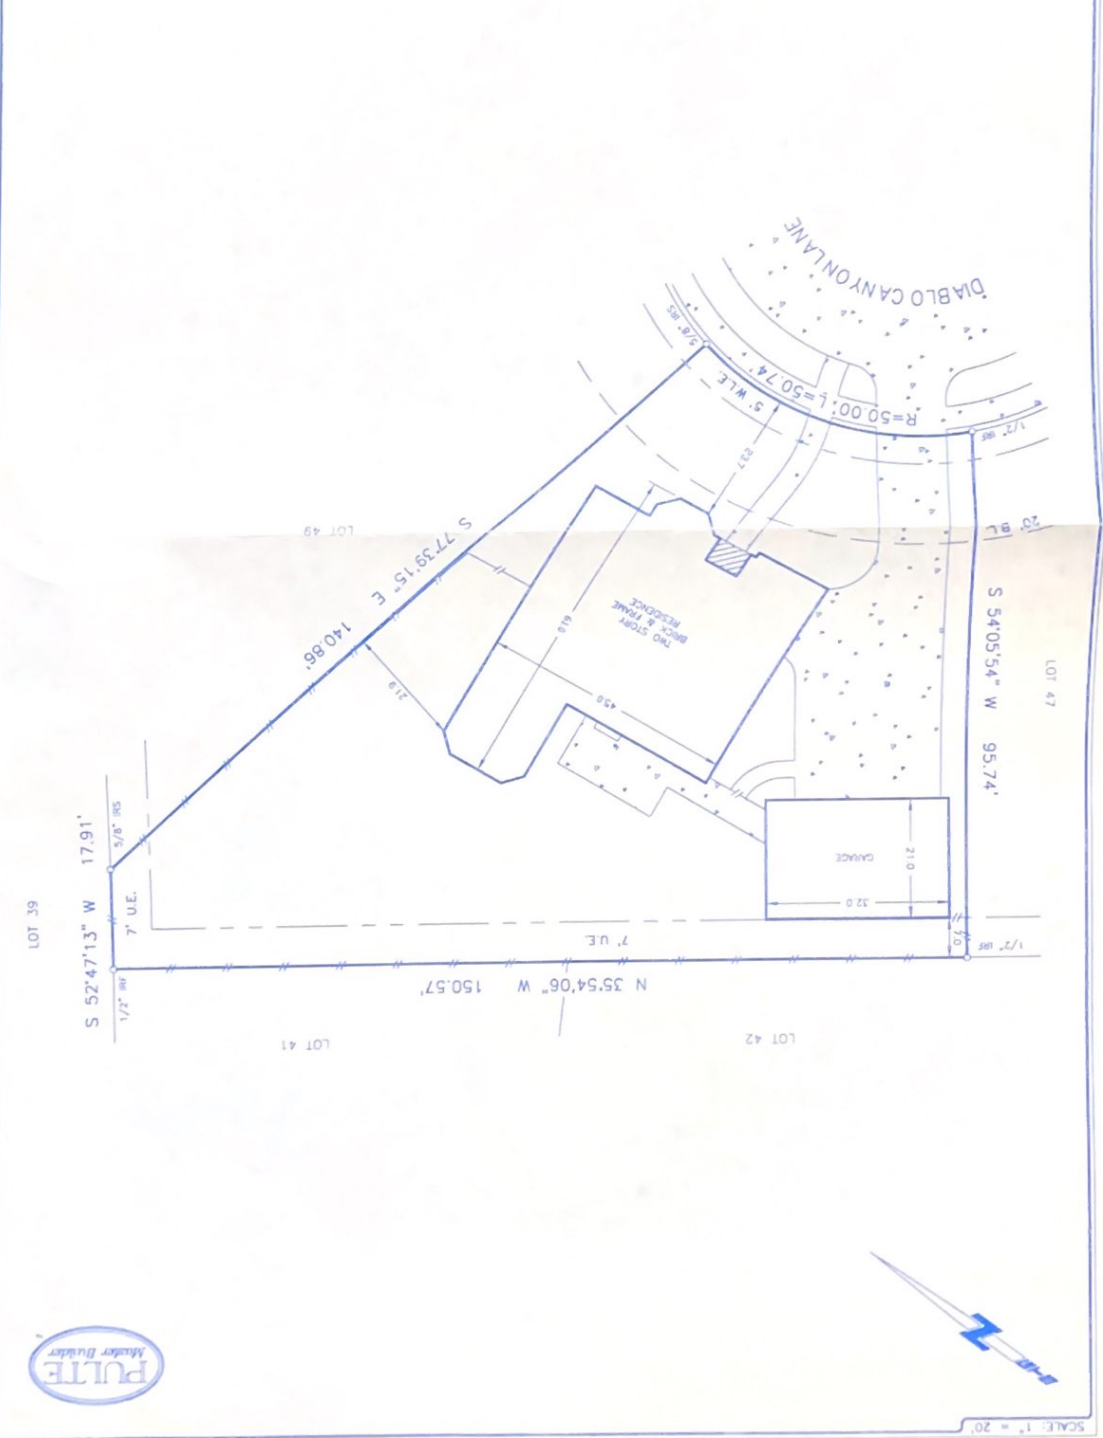 SCALE: 1" = 20'
PULTE
Master Builder
LOT 42
LOT 41
N 35°54'06" W 150.57'
7' U.E.
1/2" IRF
1/2" IRF
S 52°47'13" W 17.91'
LOT 39
7' U.E.
5/8" IRS
7.0
32.0
21.0
GARAGE
LOT 47
S 54°05'54" W 95.74'
45.0
61.0
TWO STORY
BRICK & FRAME
RESIDENCE
21.9
S 77°39'15" E 140.86'
LOT 49
20' BL
23.7
5' W.L.E.
1/2" IRF
R=50.00' L=50.74'
5/8" IRS
DIABLO CANYON LANE